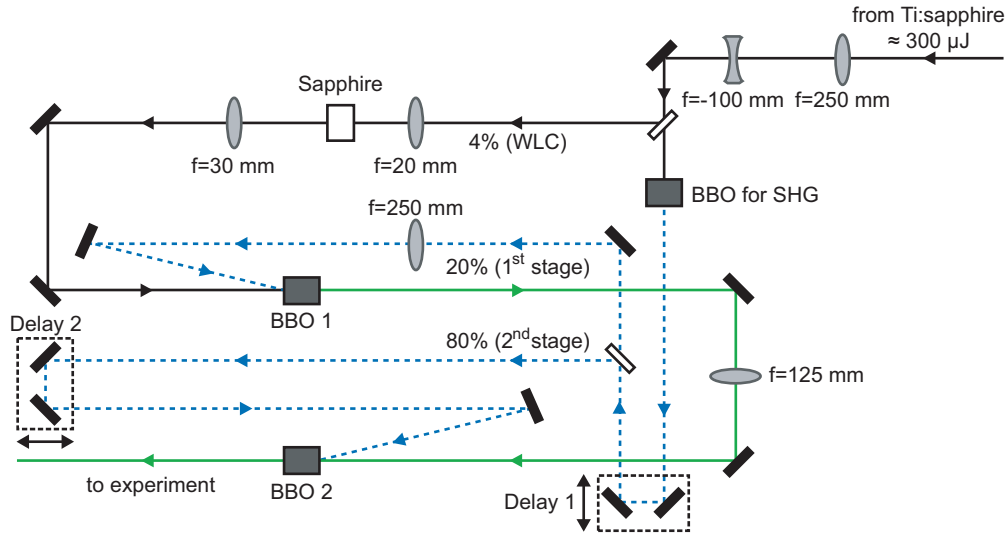 from Ti:sapphire
≈ 300 µJ
Sapphire
f=-100 mm
f=250 mm
4% (WLC)
f=30 mm
f=20 mm
BBO for SHG
f=250 mm
20% (1st stage)
BBO 1
Delay 2
80% (2nd stage)
f=125 mm
to experiment
BBO 2
Delay 1